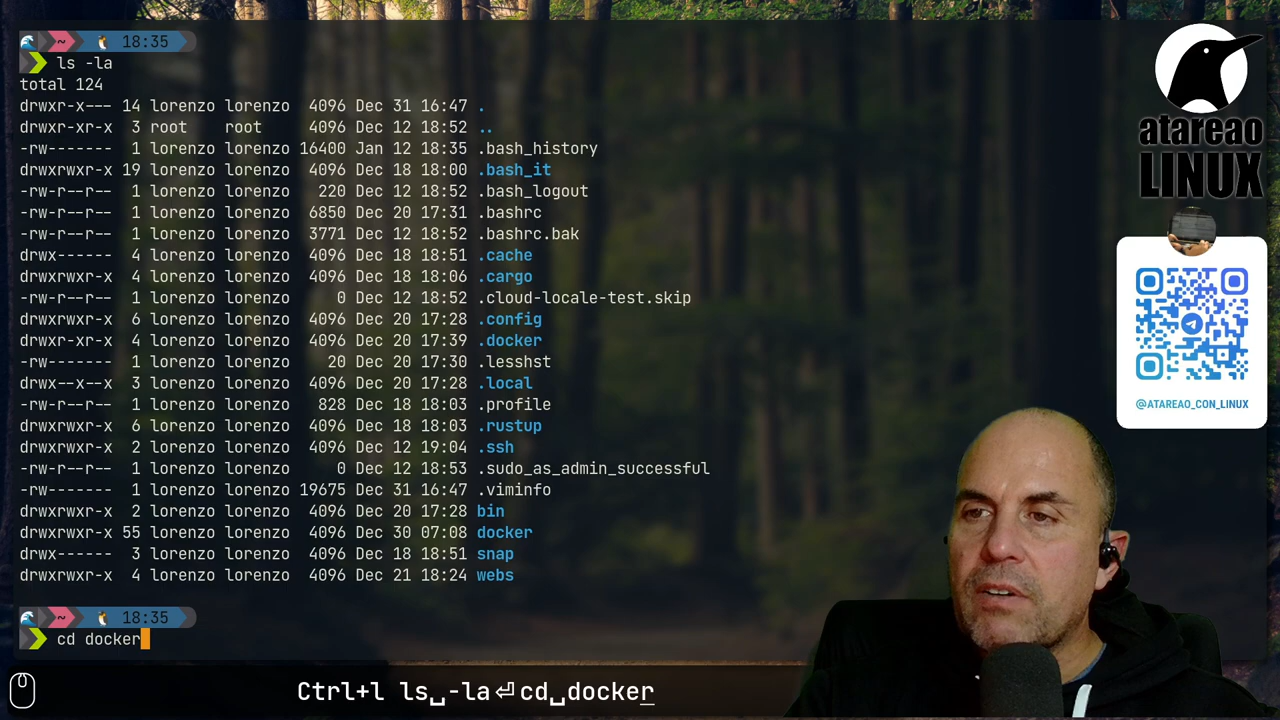 ~ 18:35
ls -la
total 124
drwxr-x--- 14 lorenzo lorenzo 4096 Dec 31 16:47 .
drwxr-xr-x 3 root root 4096 Dec 12 18:52 ..
-rw------- 1 lorenzo lorenzo 16400 Jan 12 18:35 .bash_history
drwxrwxr-x 19 lorenzo lorenzo 4096 Dec 18 18:00 .bash_it
-rw-r--r-- 1 lorenzo lorenzo 220 Dec 12 18:52 .bash_logout
-rw-r--r-- 1 lorenzo lorenzo 6850 Dec 20 17:31 .bashrc
-rw-r--r-- 1 lorenzo lorenzo 3771 Dec 12 18:52 .bashrc.bak
drwx------ 4 lorenzo lorenzo 4096 Dec 18 18:51 .cache
drwxrwxr-x 4 lorenzo lorenzo 4096 Dec 18 18:06 .cargo
-rw-r--r-- 1 lorenzo lorenzo 0 Dec 12 18:52 .cloud-locale-test.skip
drwxrwxr-x 6 lorenzo lorenzo 4096 Dec 20 17:28 .config
drwxrwxr-x 4 lorenzo lorenzo 4096 Dec 20 17:39 .docker
-rw------- 1 lorenzo lorenzo 20 Dec 20 17:30 .lesshst
drwx--x--x 3 lorenzo lorenzo 4096 Dec 20 17:28 .local
-rw-r--r-- 1 lorenzo lorenzo 828 Dec 18 18:03 .profile
drwxrwxr-x 6 lorenzo lorenzo 4096 Dec 18 18:03 .rustup
drwxrwxr-x 2 lorenzo lorenzo 4096 Dec 12 19:04 .ssh
-rw-r--r-- 1 lorenzo lorenzo 0 Dec 12 18:53 .sudo_as_admin_successful
-rw------- 1 lorenzo lorenzo 19675 Dec 31 16:47 .viminfo
drwxrwxr-x 2 lorenzo lorenzo 4096 Dec 20 17:28 bin
drwxrwxr-x 55 lorenzo lorenzo 4096 Dec 30 07:08 docker
drwx------ 3 lorenzo lorenzo 4096 Dec 18 18:51 snap
drwxrwxr-x 4 lorenzo lorenzo 4096 Dec 21 18:24 webs
~ 18:35
cd docker
Ctrl+l ls␣-la⏎cd␣docker
atareao
LINUX
@ATAREAO_CON_LINUX